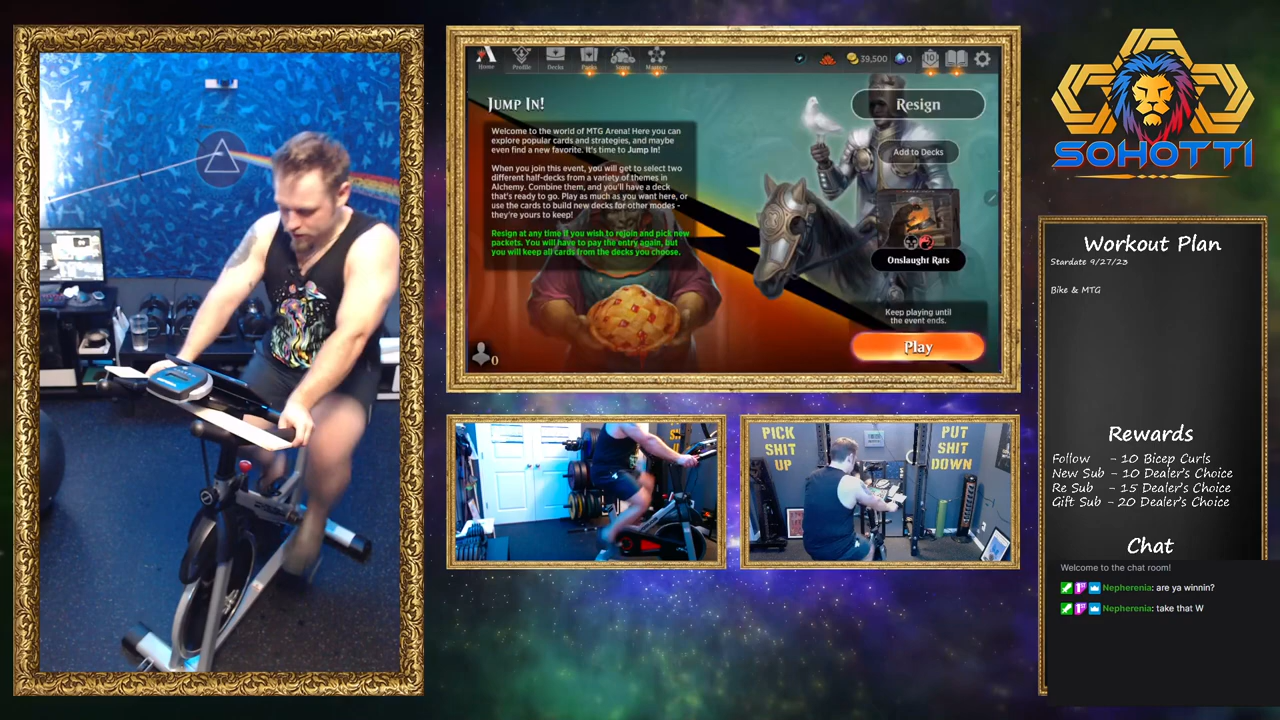 Home
Profile
Decks
Packs
Store
Mastery
39,500
0
10
JUMP IN!
Welcome to the world of MTG Arena! Here you can
explore popular cards and strategies, and maybe
even find a new favorite. It's time to Jump In!
When you join this event, you will get to select two
different half-decks from a variety of themes in
Alchemy. Combine them, and you'll have a deck
that's ready to go. Play as much as you want here, or
use the cards to build new decks for other modes -
they're yours to keep!
Resign at any time if you wish to rejoin and pick new
packets. You will have to pay the entry again, but
you will keep all cards from the decks you choose.
0
Resign
Add to Decks
Onslaught Rats
Keep playing until
the event ends.
Play
PICK
SHIT
UP
PUT
SHIT
DOWN
SOHOTTI
Workout Plan
Stardate 9/27/23
Bike & MTG
Rewards
Follow - 10 Bicep Curls
New Sub - 10 Dealer's Choice
Re Sub - 15 Dealer's Choice
Gift Sub - 20 Dealer's Choice
Chat
Welcome to the chat room!
Nepherenia: are ya winnin?
Nepherenia: take that W